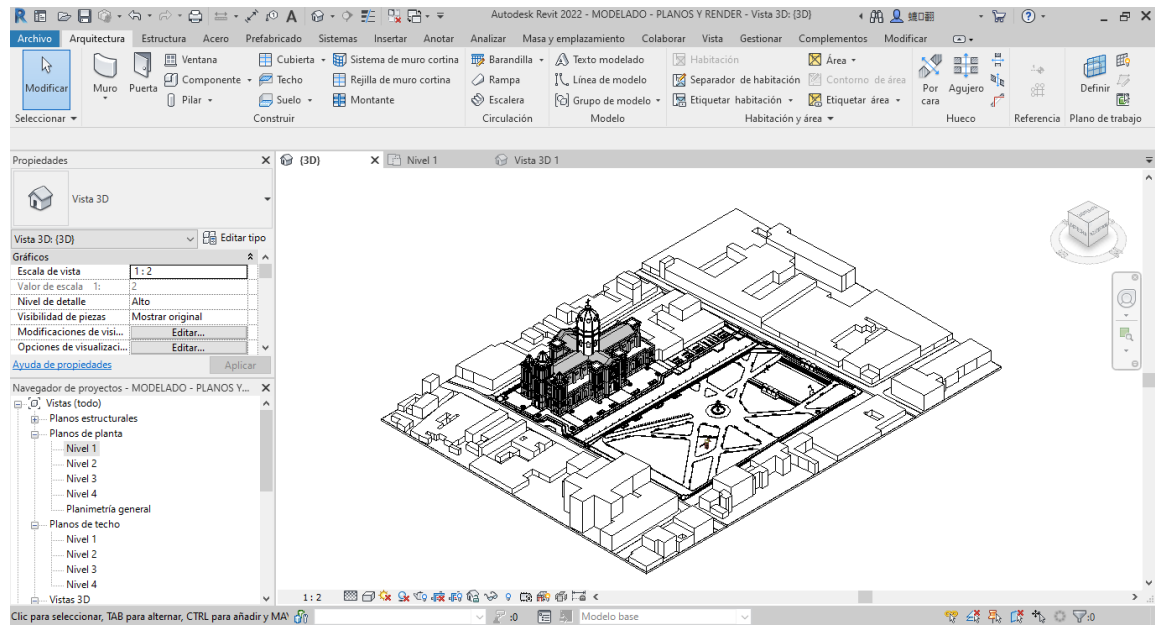 Autodesk Revit 2022 - MODELADO - PLANOS Y RENDER - Vista 3D: {3D}
Archivo Arquitectura Estructura Acero Prefabricado Sistemas Insertar Anotar Analizar Masa y emplazamiento Colaborar Vista Gestionar Complementos Modificar
Modificar
Muro
Puerta
Ventana
Componente
Pilar
Cubierta
Techo
Suelo
Sistema de muro cortina
Rejilla de muro cortina
Montante
Barandilla
Rampa
Escalera
Texto modelado
Línea de modelo
Grupo de modelo
Habitación
Separador de habitación
Etiquetar habitación
Área
Contorno de área
Etiquetar área
Por cara
Agujero
Definir
Seleccionar Construir Circulación Modelo Habitación y área Hueco Referencia Plano de trabajo
Propiedades
Vista 3D
Vista 3D: {3D} Editar tipo
Gráficos
Escala de vista 1 : 2
Valor de escala 1: 2
Nivel de detalle Alto
Visibilidad de piezas Mostrar original
Modificaciones de visi... Editar...
Opciones de visualizaci... Editar...
Ayuda de propiedades Aplicar
Navegador de proyectos - MODELADO - PLANOS Y...
Vistas (todo)
Planos estructurales
Planos de planta
Nivel 1
Nivel 2
Nivel 3
Nivel 4
Planimetría general
Planos de techo
Nivel 1
Nivel 2
Nivel 3
Nivel 4
Vistas 3D
{3D} Nivel 1 Vista 3D 1
1 : 2
Clic para seleccionar, TAB para alternar, CTRL para añadir y MAY
:0 Modelo base :0